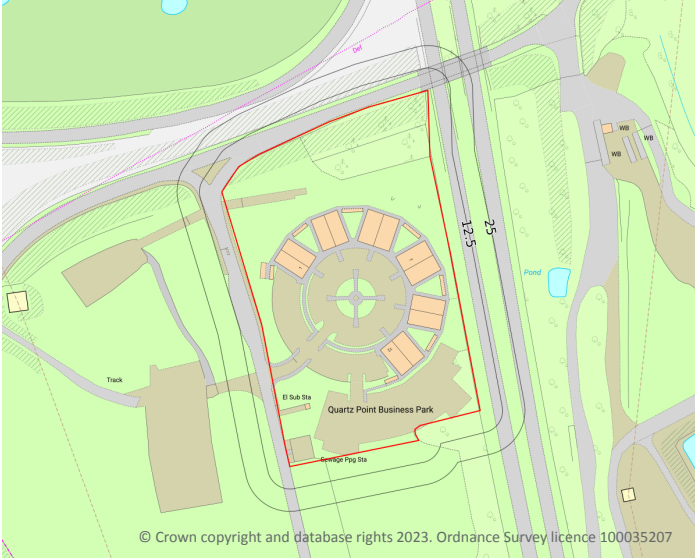 Def
WB
WB
WB
25
12.5
Pond
Track
El Sub Sta
Quartz Point Business Park
Sewage Ppg Sta
© Crown copyright and database rights 2023. Ordnance Survey licence 100035207